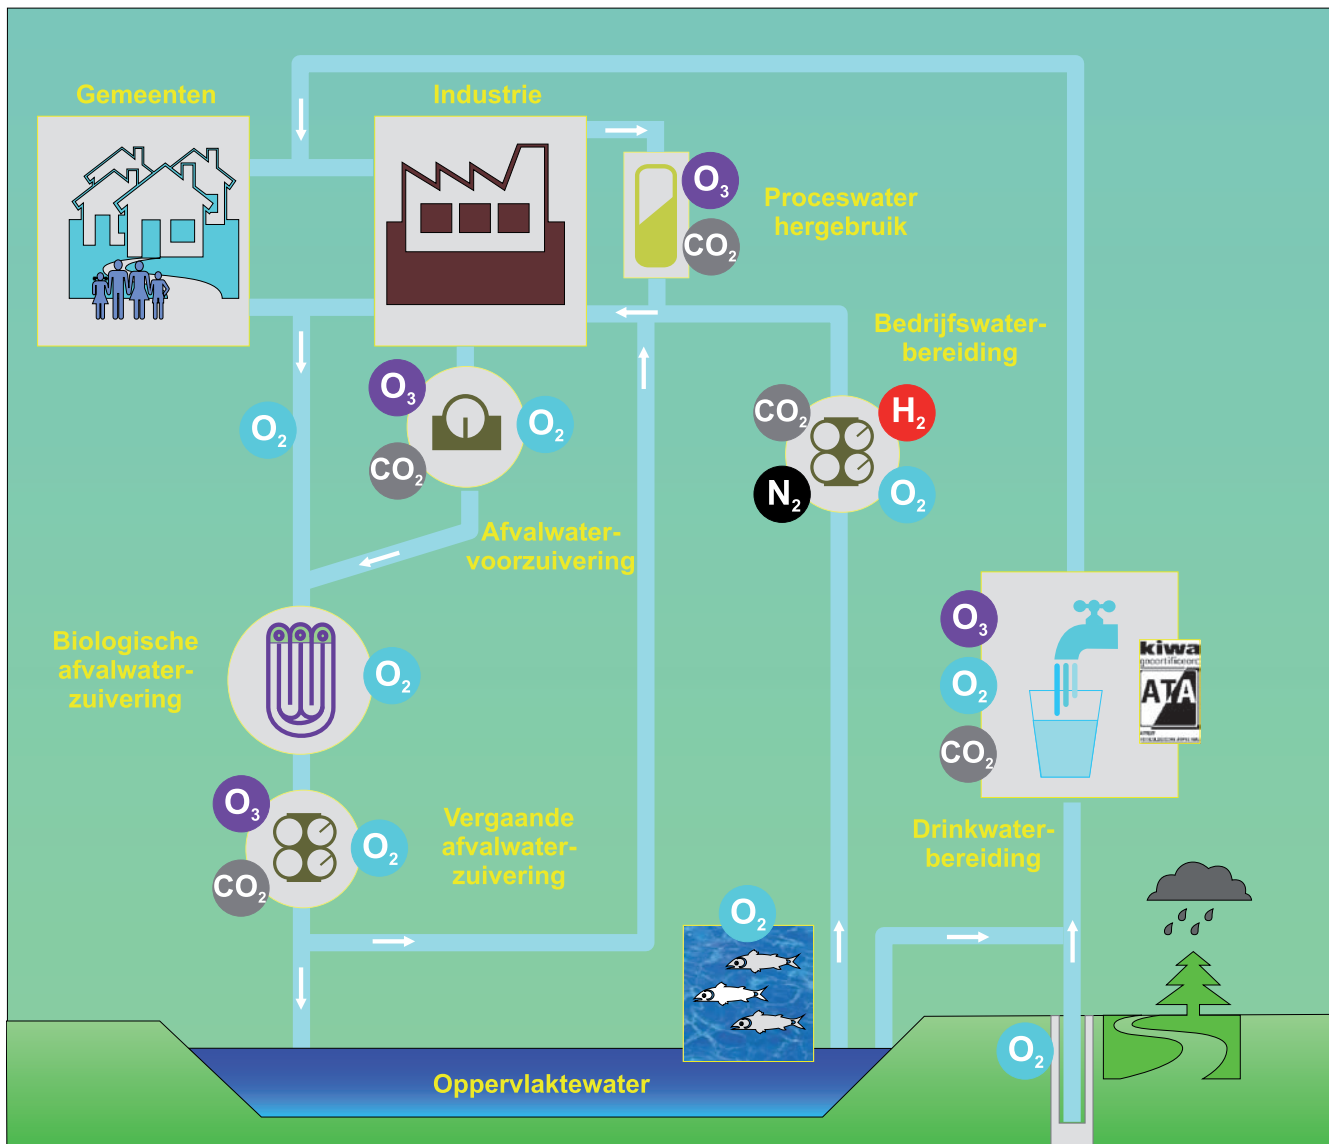 Gemeenten
Industrie
O3
CO2
Proceswater
hergebruik
Bedrijfswater-
bereiding
O3
CO2
O2
O2
CO2
H2
N2
O2
Afvalwater-
voorzuivering
Biologische
afvalwater-
zuivering
O2
O3
O2
CO2
kiwa
ATA
O3
CO2
O2
Vergaande
afvalwater-
zuivering
Drinkwater-
bereiding
O2
O2
Oppervlaktewater